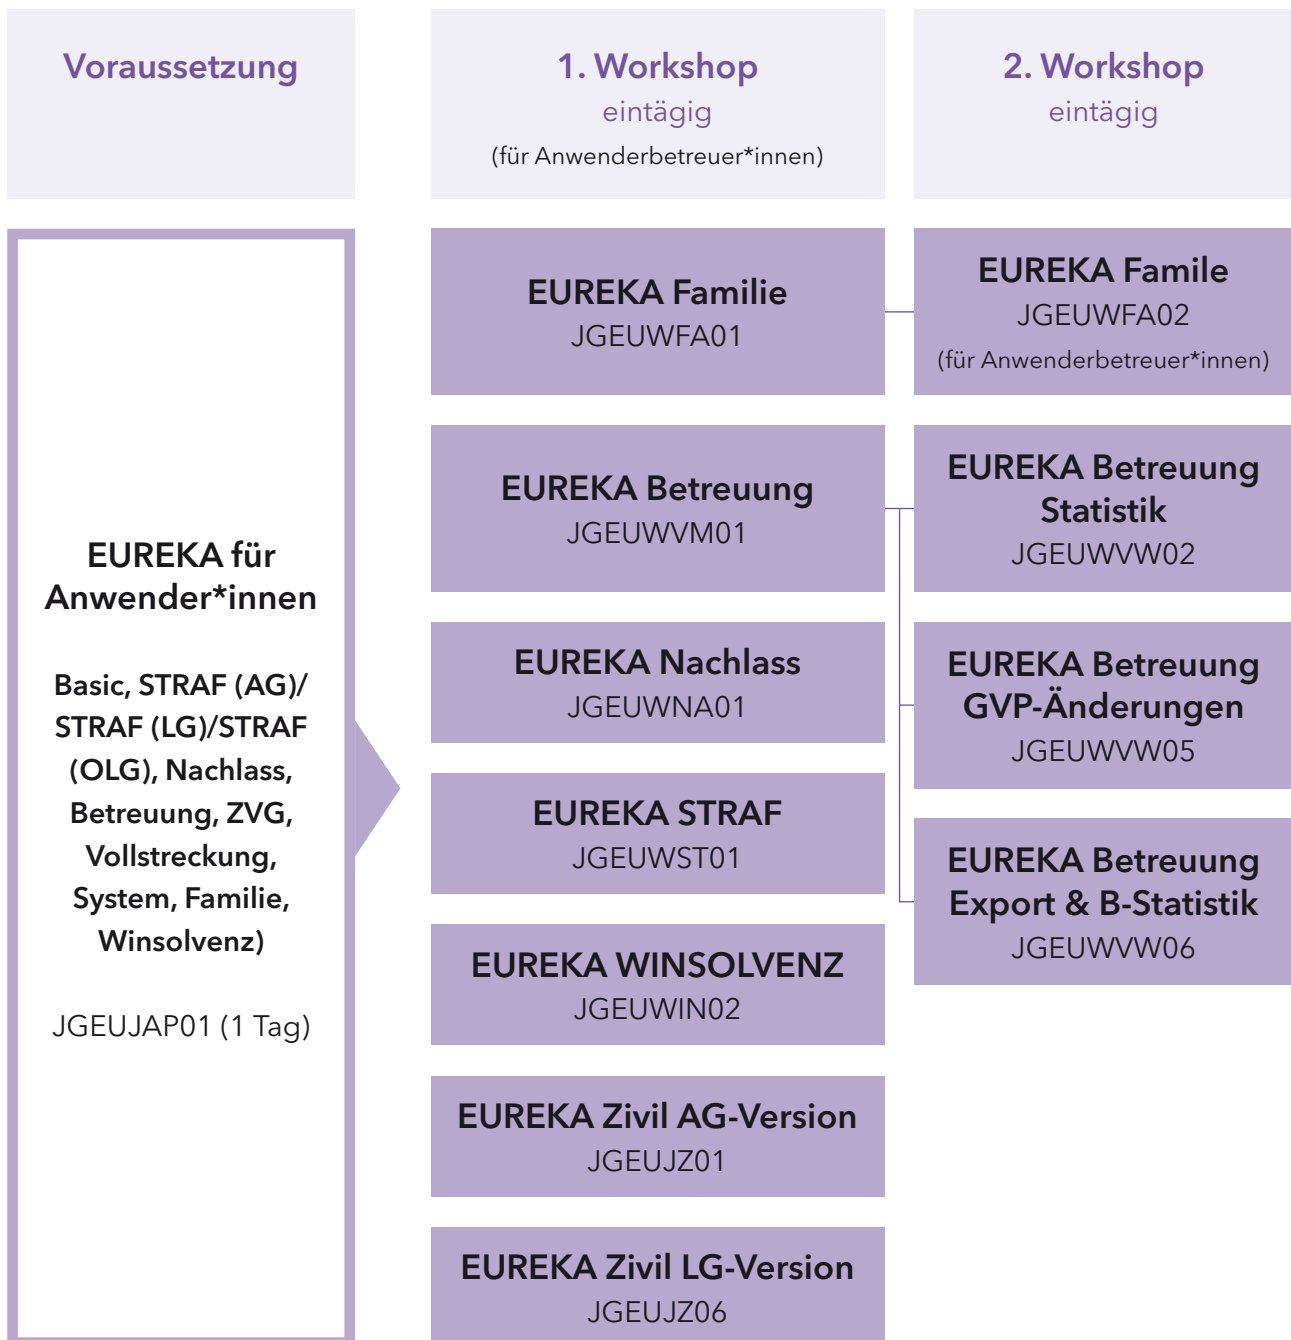 Voraussetzung
1. Workshop
eintägig
(für Anwenderbetreuer*innen)
2. Workshop
eintägig
EUREKA für
Anwender*innen
Basic, STRAF (AG)/
STRAF (LG)/STRAF
(OLG), Nachlass,
Betreuung, ZVG,
Vollstreckung,
System, Familie,
Winsolvenz)
JGEUJAP01 (1 Tag)
EUREKA Familie
JGEUWFA01
EUREKA Betreuung
JGEUWVM01
EUREKA Nachlass
JGEUWNA01
EUREKA STRAF
JGEUWST01
EUREKA WINSOLVENZ
JGEUWIN02
EUREKA Zivil AG-Version
JGEUJZ01
EUREKA Zivil LG-Version
JGEUJZ06
EUREKA Famile
JGEUWFA02
(für Anwenderbetreuer*innen)
EUREKA Betreuung
Statistik
JGEUWVW02
EUREKA Betreuung
GVP-Änderungen
JGEUWVW05
EUREKA Betreuung
Export & B-Statistik
JGEUWVW06